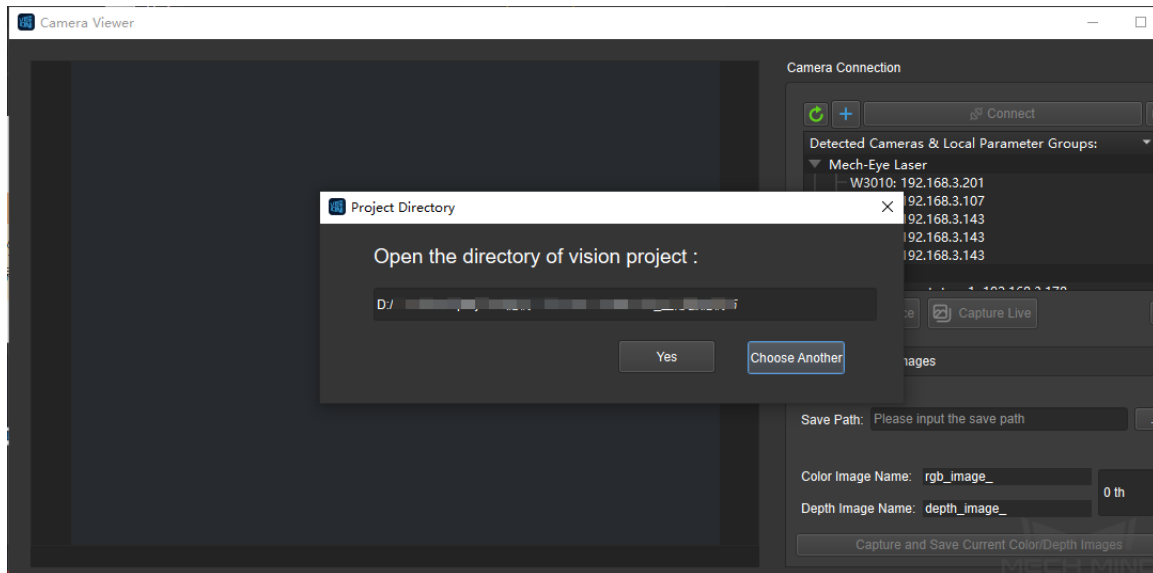 Camera Viewer
Camera Connection
Connect
Detected Cameras & Local Parameter Groups:
Mech-Eye Laser
W3010: 192.168.3.201
192.168.3.107
192.168.3.143
192.168.3.143
192.168.3.143
Project Directory
Open the directory of vision project :
D:/
Yes
Choose Another
Capture Live
Save Path: Please input the save path
Color Image Name: rgb_image_
0 th
Depth Image Name: depth_image_
Capture and Save Current Color/Depth Images
MECH MIND